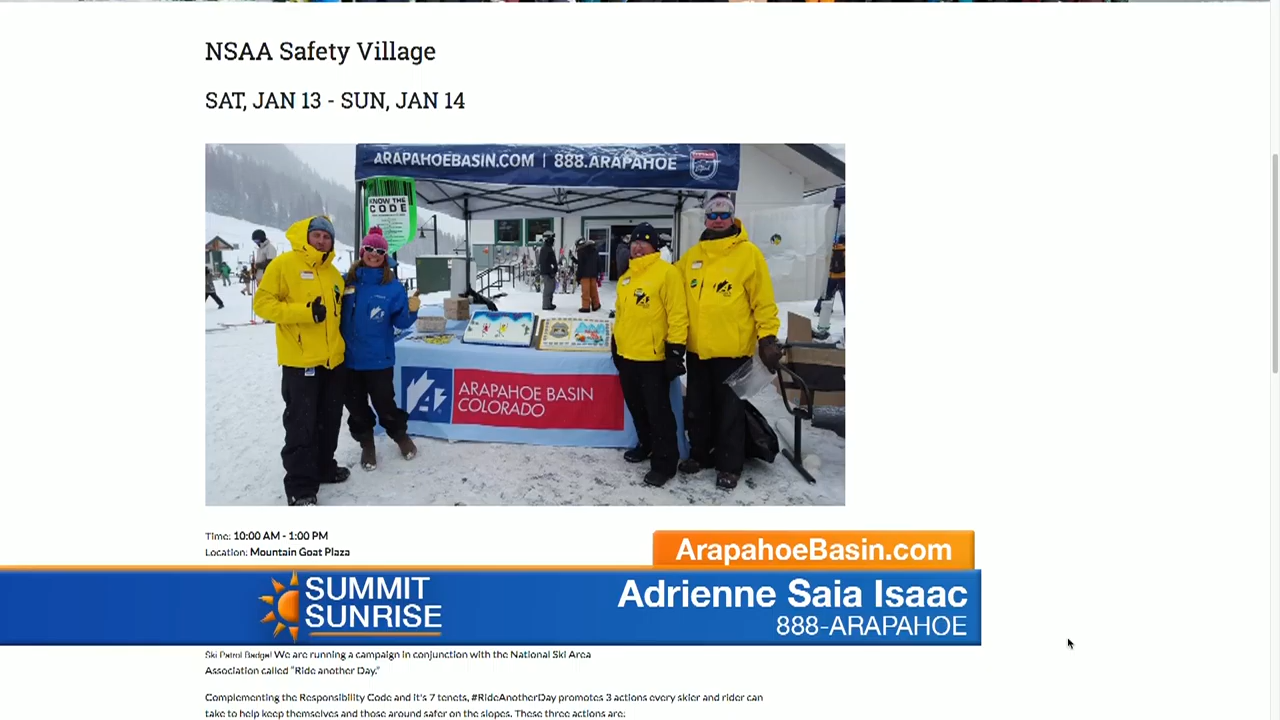 NSAA Safety Village
SAT, JAN 13 - SUN, JAN 14
ARAPAHOEBASIN.COM | 888.ARAPAHOE
KNOW THE
CODE
ARAPAHOE BASIN
COLORADO
Time: 10:00 AM - 1:00 PM
Location: Mountain Goat Plaza
ArapahoeBasin.com
SUMMIT
SUNRISE
Adrienne Saia Isaac
888-ARAPAHOE
Ski Patrol Badge! We are running a campaign in conjunction with the National Ski Area
Association called "Ride another Day."
Complementing the Responsibility Code and it's 7 tenets, #RideAnotherDay promotes 3 actions every skier and rider can
take to help keep themselves and those around safer on the slopes. These three actions are: